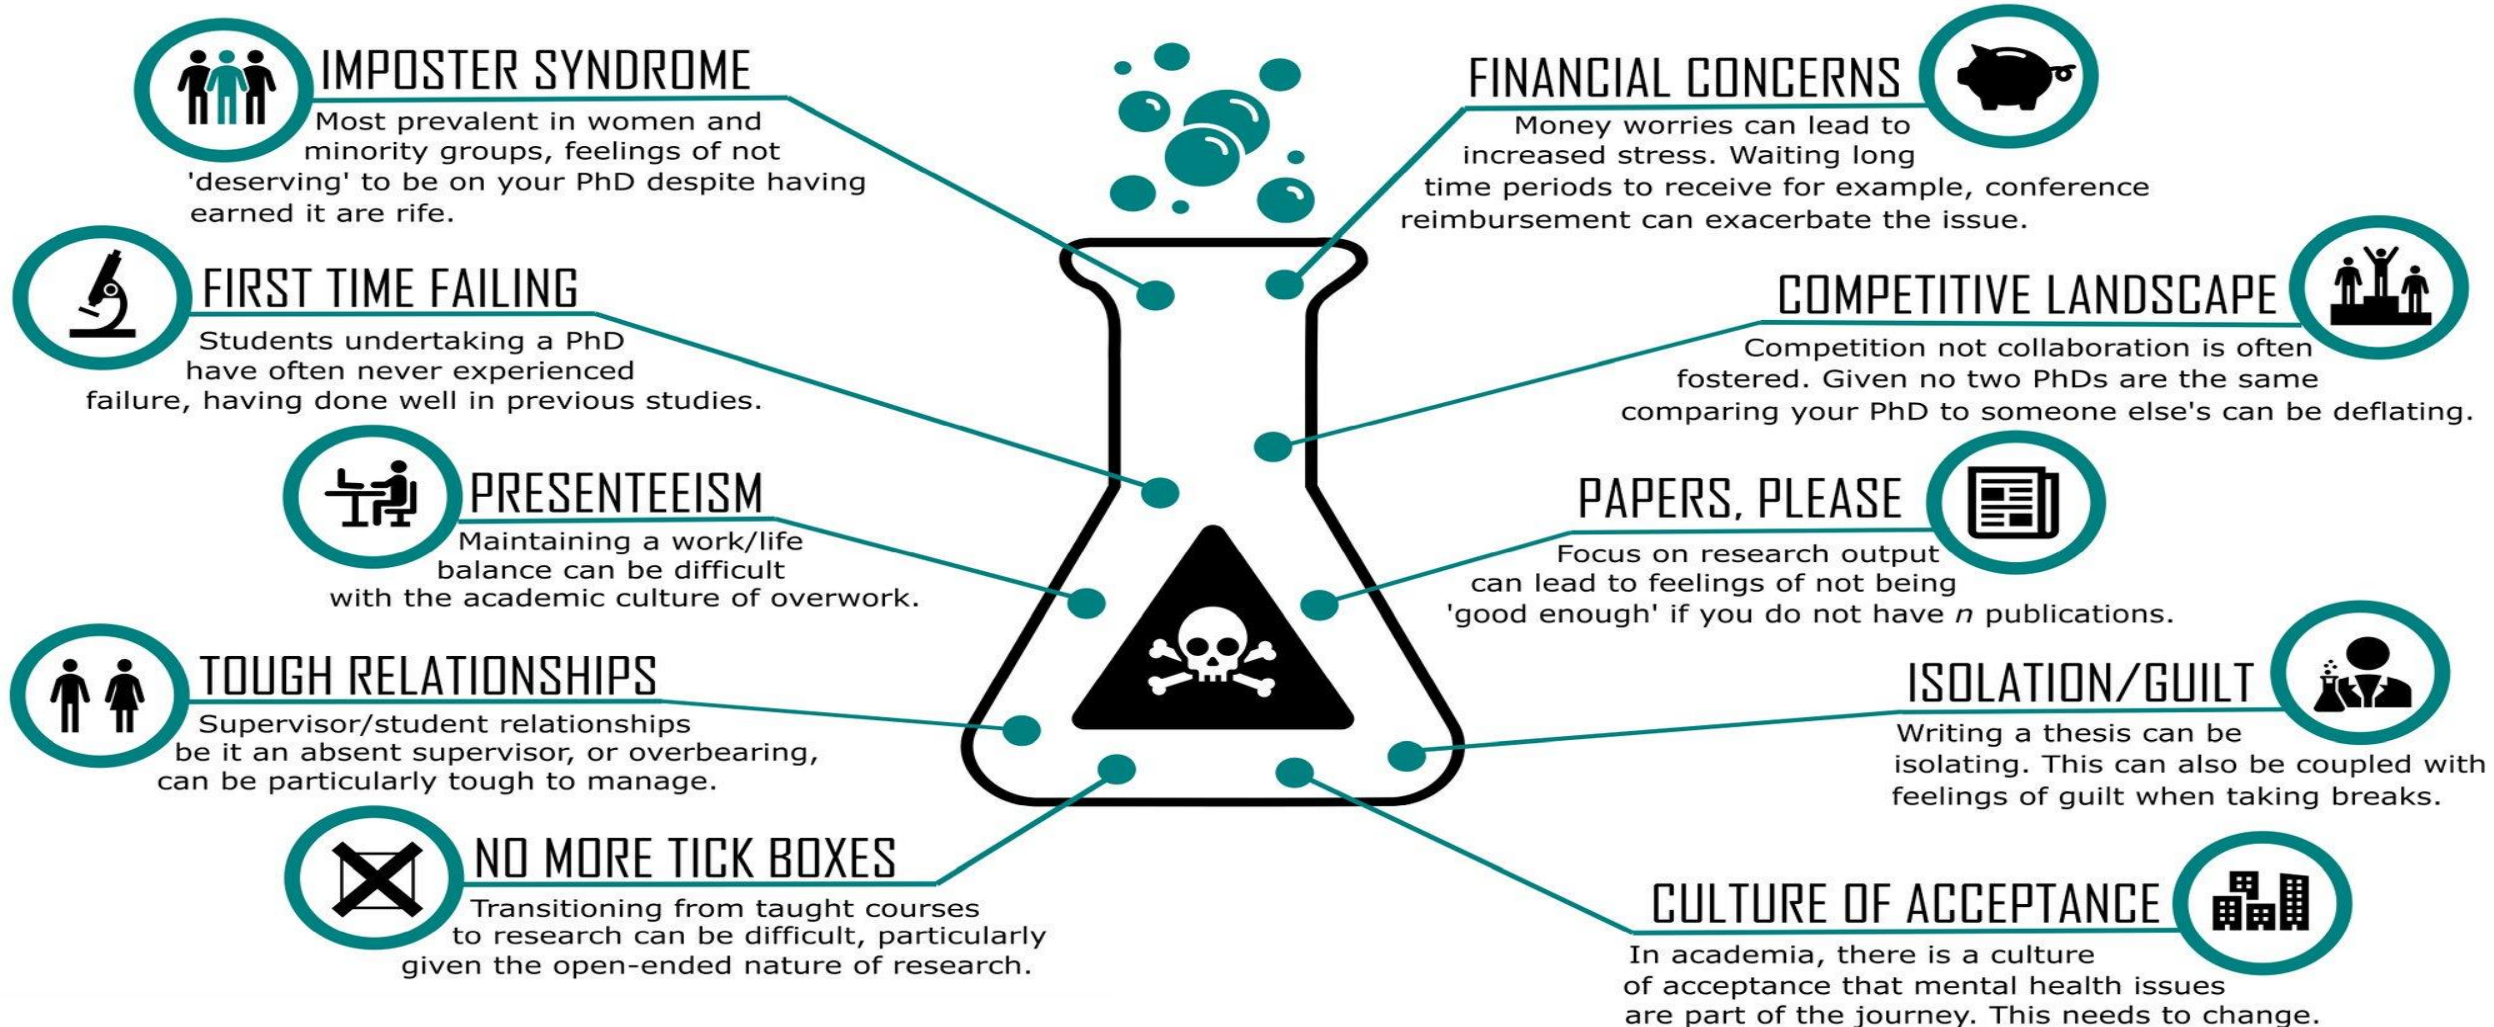 IMPOSTER SYNDROME
Most prevalent in women and
minority groups, feelings of not
'deserving' to be on your PhD despite having
earned it are rife.
FIRST TIME FAILING
Students undertaking a PhD
have often never experienced
failure, having done well in previous studies.
PRESENTEEISM
Maintaining a work/life
balance can be difficult
with the academic culture of overwork.
TOUGH RELATIONSHIPS
Supervisor/student relationships
be it an absent supervisor, or overbearing,
can be particularly tough to manage.
NO MORE TICK BOXES
Transitioning from taught courses
to research can be difficult, particularly
given the open-ended nature of research.
FINANCIAL CONCERNS
Money worries can lead to
increased stress. Waiting long
time periods to receive for example, conference
reimbursement can exacerbate the issue.
COMPETITIVE LANDSCAPE
Competition not collaboration is often
fostered. Given no two PhDs are the same
comparing your PhD to someone else's can be deflating.
PAPERS, PLEASE
Focus on research output
can lead to feelings of not being
'good enough' if you do not have n publications.
ISOLATION/GUILT
Writing a thesis can be
isolating. This can also be coupled with
feelings of guilt when taking breaks.
CULTURE OF ACCEPTANCE
In academia, there is a culture
of acceptance that mental health issues
are part of the journey. This needs to change.